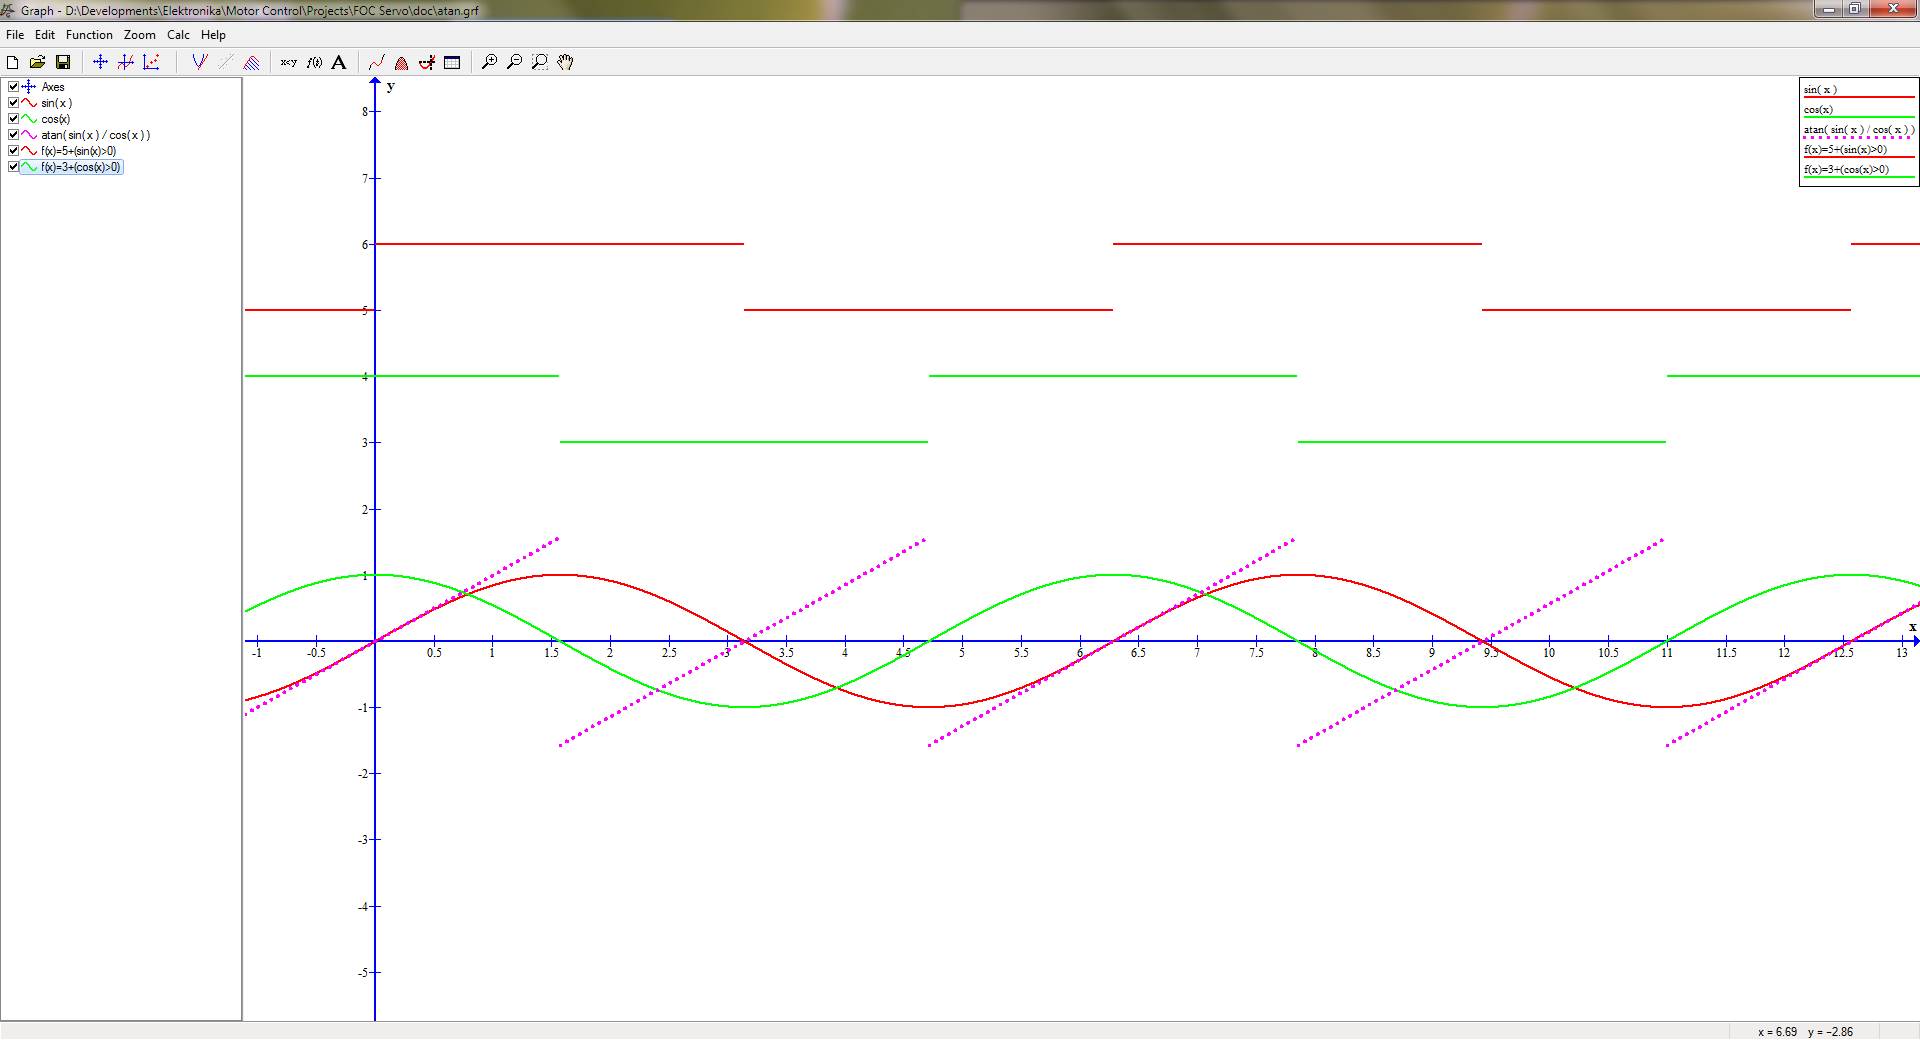 Graph - D:\Developments\Elektronika\Motor Control\Projects\FOC Servo\doc\atan.grf
File Edit Function Zoom Calc Help
x<y f(t) A
Axes
sin( x )
cos(x)
atan( sin( x ) / cos( x ) )
f(x)=5+(sin(x)>0)
f(x)=3+(cos(x)>0)
y
8
7
6
5
4
3
2
1
-1
-2
-3
-4
-5
x
-1 -0.5 0.5 1 1.5 2 2.5 3 3.5 4 4.5 5 5.5 6 6.5 7 7.5 8 8.5 9 9.5 10 10.5 11 11.5 12 12.5 13
sin( x )
cos(x)
atan( sin( x ) / cos( x ) )
f(x)=5+(sin(x)>0)
f(x)=3+(cos(x)>0)
x = 6.69 y = -2.86